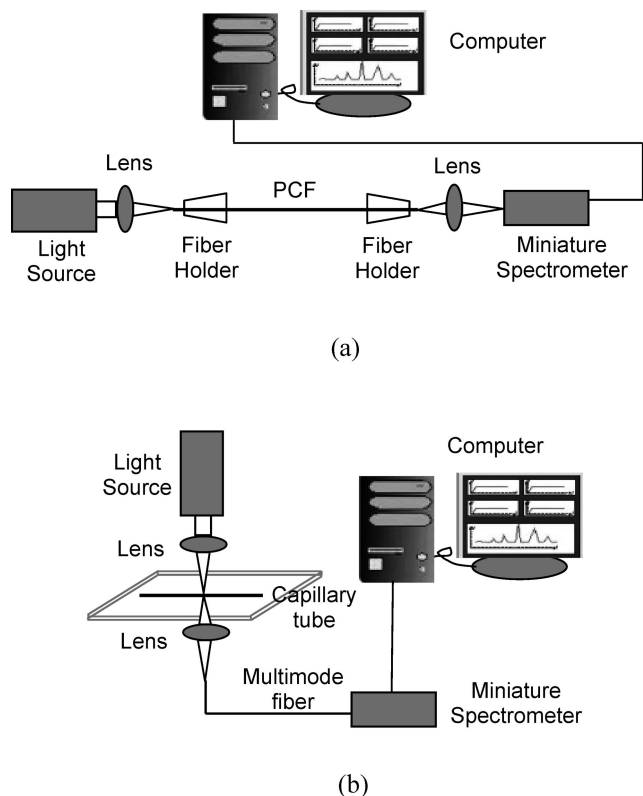 Computer
Lens
PCF
Lens
Light
Source
Fiber
Holder
Fiber
Holder
Miniature
Spectrometer
(a)
Computer
Light
Source
Lens
Capillary
tube
Lens
Multimode
fiber
Miniature
Spectrometer
(b)